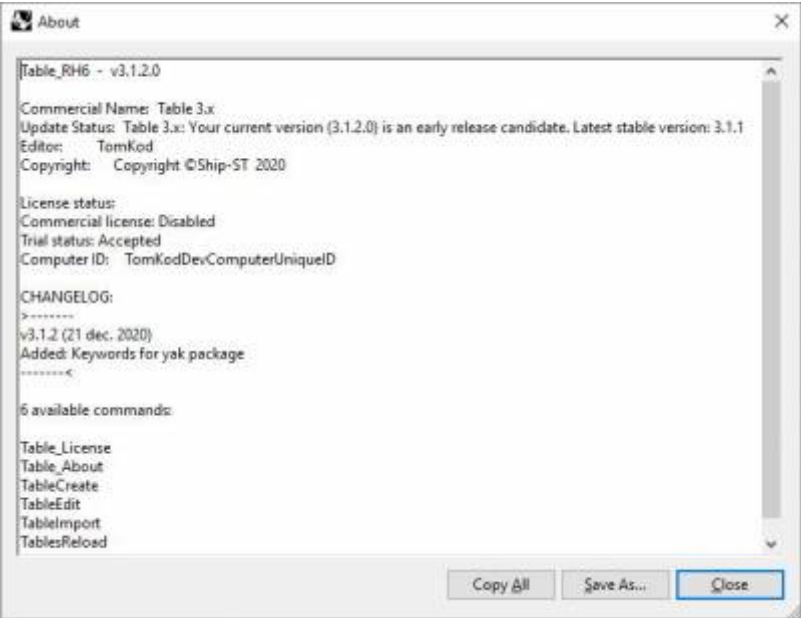 About
Table_RH6 - v3.1.2.0
Commercial Name: Table 3.x
Update Status: Table 3.x: Your current version (3.1.2.0) is an early release candidate. Latest stable version: 3.1.1
Editor: TomKod
Copyright: Copyright ©Ship-ST 2020
License status:
Commercial license: Disabled
Trial status: Accepted
Computer ID: TomKodDevComputerUniqueID
CHANGELOG:
>-------
v3.1.2 (21 dec. 2020)
Added: Keywords for yak package
-------<
6 available commands:
Table_License
Table_About
TableCreate
TableEdit
TableImport
TablesReload
Copy All
Save As...
Close